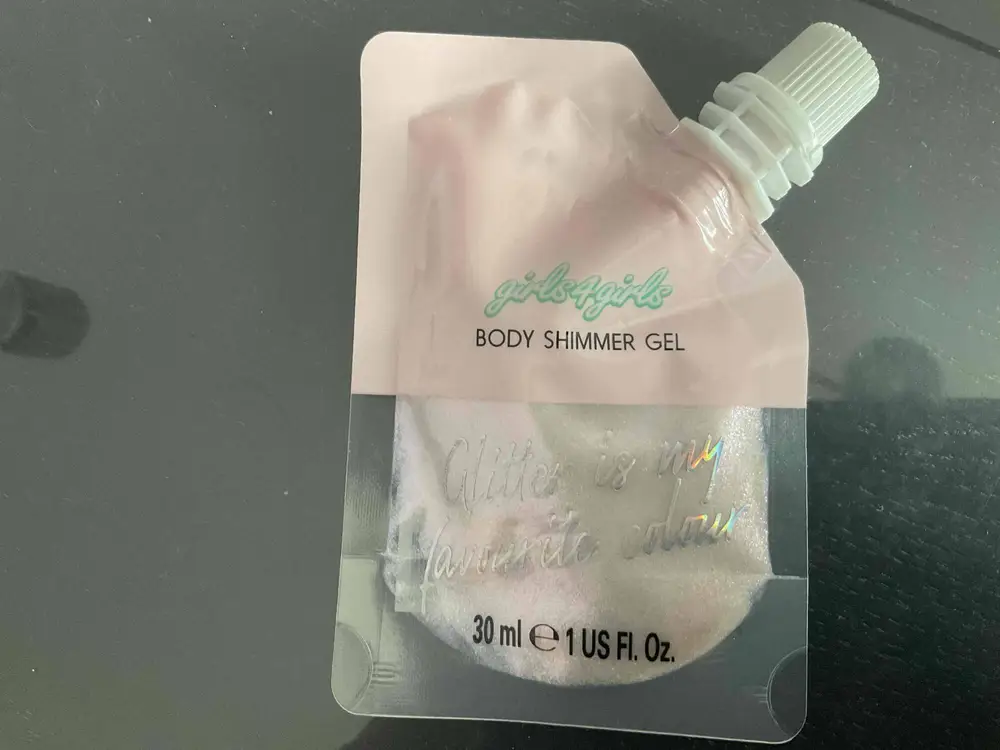 girls4girls
BODY SHIMMER GEL
Glitter is my
favourite colour
30 ml ℮ 1 US Fl. Oz.